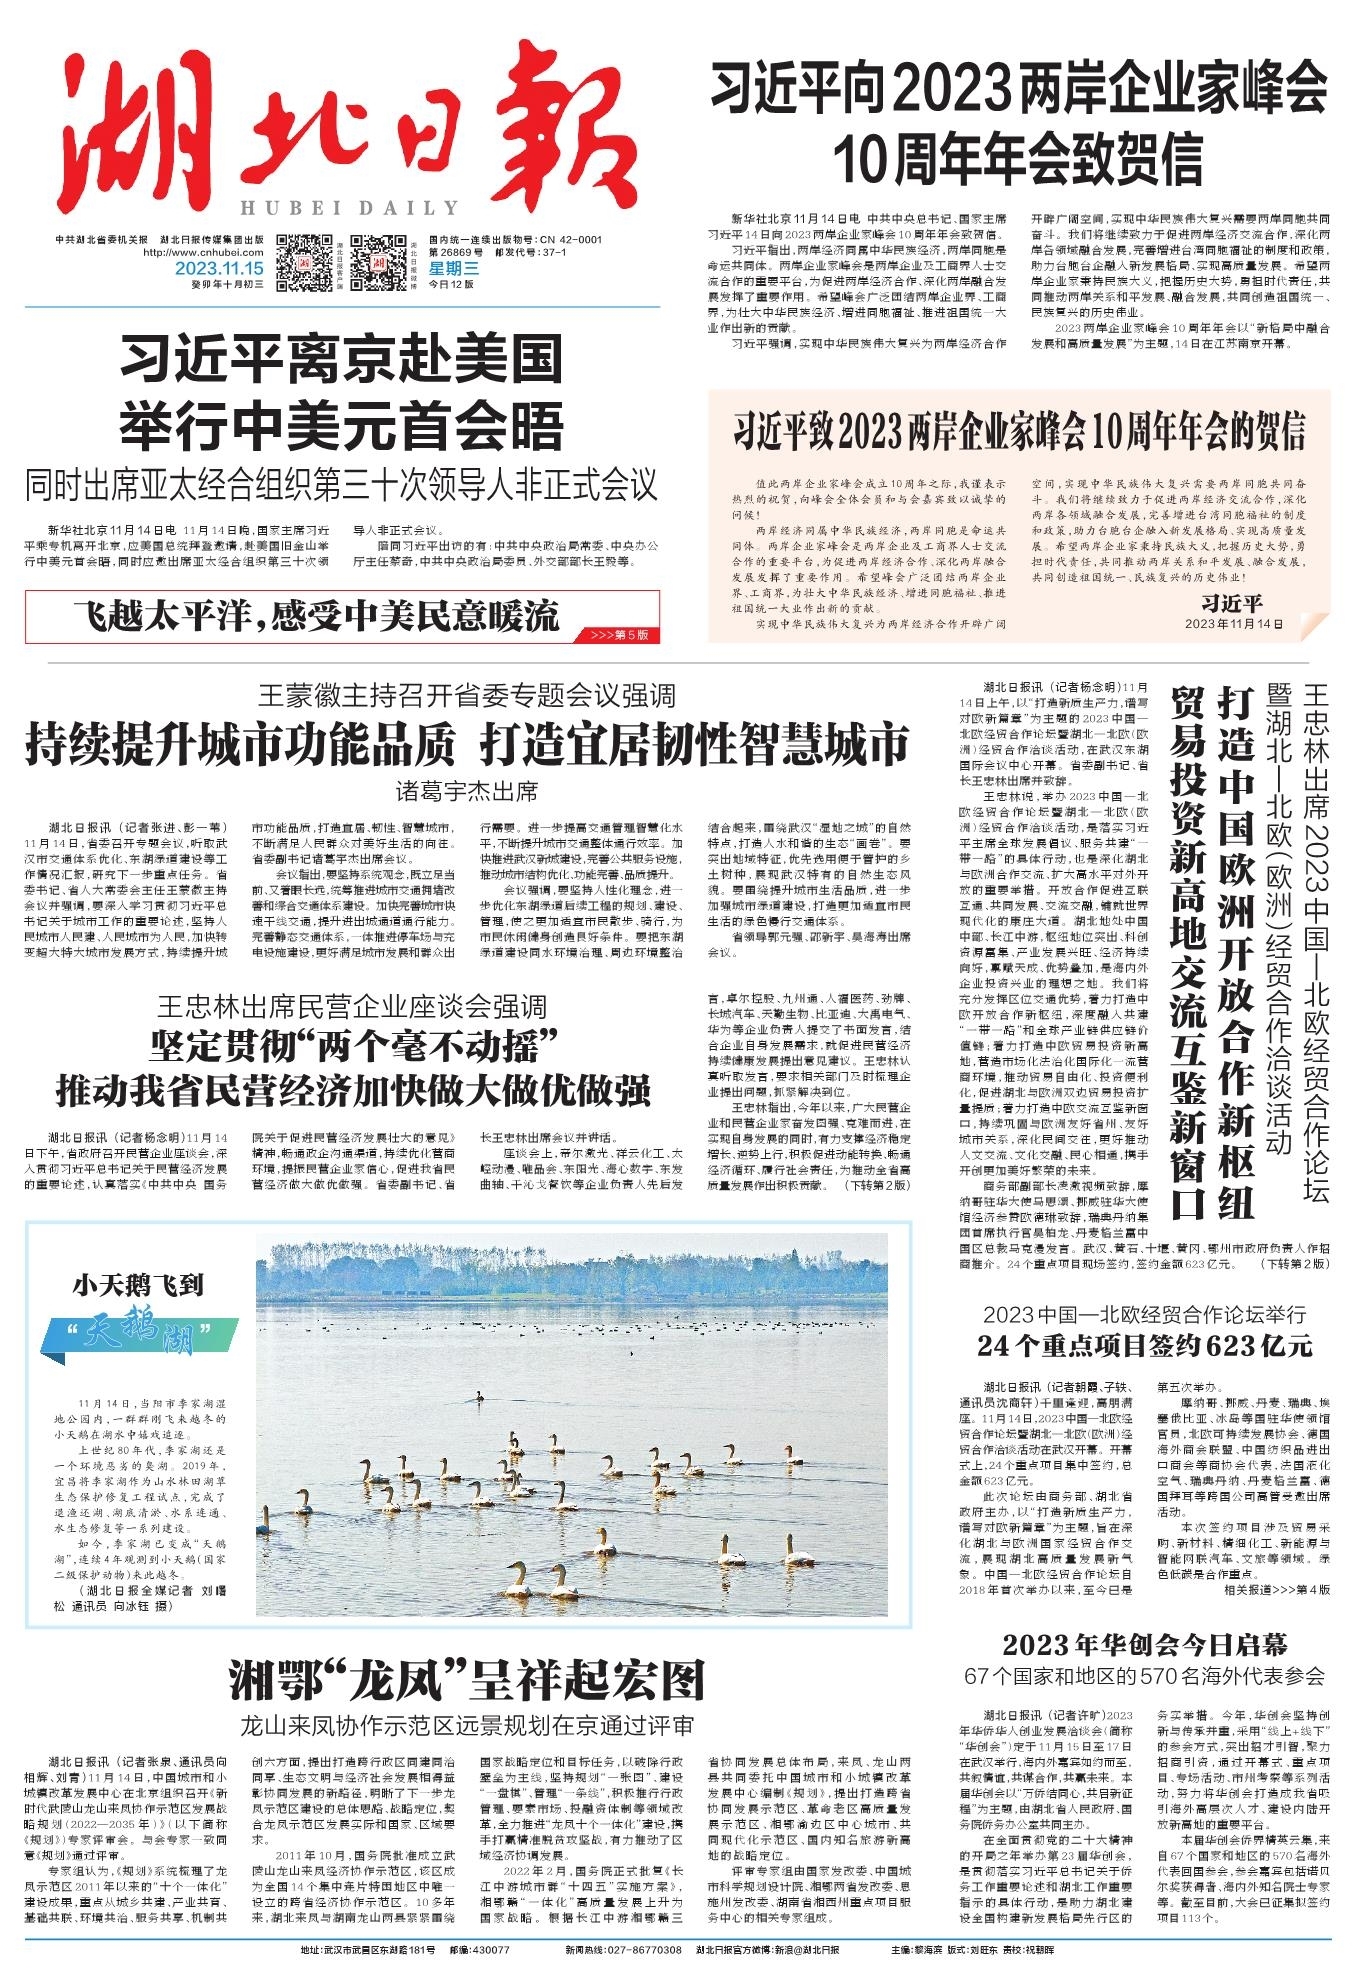 湖北日報
HUBEI DAILY
中共湖北省委机关报 湖北日报传媒集团出版
http://www.cnhubei.com
2023.11.15
癸卯年十月初三
湖北日报客户端
湖北日报微博
国内统一连续出版物号:CN 42-0001
第26869号 邮发代号:37-1
星期三
今日12版
习近平离京赴美国
举行中美元首会晤
同时出席亚太经合组织第三十次领导人非正式会议
新华社北京11月14日电 11月14日晚,国家主席习近
平乘专机离开北京,应美国总统拜登邀请,赴美国旧金山举
行中美元首会晤,同时应邀出席亚太经合组织第三十次领
导人非正式会议。
陪同习近平出访的有:中共中央政治局常委、中央办公
厅主任蔡奇,中共中央政治局委员、外交部部长王毅等。
飞越太平洋,感受中美民意暖流
>>>第5版
习近平向2023两岸企业家峰会
10周年年会致贺信
新华社北京11月14日电 中共中央总书记、国家主席
习近平14日向2023两岸企业家峰会10周年年会致贺信。
习近平指出,两岸经济同属中华民族经济,两岸同胞是
命运共同体。两岸企业家峰会是两岸企业及工商界人士交
流合作的重要平台,为促进两岸经济合作、深化两岸融合发
展发挥了重要作用。希望峰会广泛团结两岸企业界、工商
界,为壮大中华民族经济、增进同胞福祉、推进祖国统一大
业作出新的贡献。
习近平强调,实现中华民族伟大复兴为两岸经济合作
开辟广阔空间,实现中华民族伟大复兴需要两岸同胞共同
奋斗。我们将继续致力于促进两岸经济交流合作,深化两
岸各领域融合发展,完善增进台湾同胞福祉的制度和政策,
助力台胞台企融入新发展格局、实现高质量发展。希望两
岸企业家秉持民族大义,把握历史大势,勇担时代责任,共
同推动两岸关系和平发展、融合发展,共同创造祖国统一、
民族复兴的历史伟业。
2023两岸企业家峰会10周年年会以“新格局中融合
发展和高质量发展”为主题,14日在江苏南京开幕。
习近平致2023两岸企业家峰会10周年年会的贺信
值此两岸企业家峰会成立10周年之际,我谨表示
热烈的祝贺,向峰会全体会员和与会嘉宾致以诚挚的
问候!
两岸经济同属中华民族经济,两岸同胞是命运共
同体。两岸企业家峰会是两岸企业及工商界人士交流
合作的重要平台,为促进两岸经济合作、深化两岸融合
发展发挥了重要作用。希望峰会广泛团结两岸企业
界、工商界,为壮大中华民族经济、增进同胞福祉、推进
祖国统一大业作出新的贡献。
实现中华民族伟大复兴为两岸经济合作开辟广阔
空间,实现中华民族伟大复兴需要两岸同胞共同奋
斗。我们将继续致力于促进两岸经济交流合作,深化
两岸各领域融合发展,完善增进台湾同胞福祉的制度
和政策,助力台胞台企融入新发展格局、实现高质量发
展。希望两岸企业家秉持民族大义,把握历史大势,勇
担时代责任,共同推动两岸关系和平发展、融合发展,
共同创造祖国统一、民族复兴的历史伟业!
习近平
2023年11月14日
王蒙徽主持召开省委专题会议强调
持续提升城市功能品质 打造宜居韧性智慧城市
诸葛宇杰出席
湖北日报讯 (记者张进、彭一苇)
11月14日,省委召开专题会议,听取武
汉市交通体系优化、东湖绿道建设等工
作情况汇报,研究下一步重点任务。省
委书记、省人大常委会主任王蒙徽主持
会议并强调,要深入学习贯彻习近平总
书记关于城市工作的重要论述,坚持人
民城市人民建、人民城市为人民,加快转
变超大特大城市发展方式,持续提升城
市功能品质,打造宜居、韧性、智慧城市,
不断满足人民群众对美好生活的向往。
省委副书记诸葛宇杰出席会议。
会议指出,要坚持系统观念,既立足当
前、又着眼长远,统筹推进城市交通拥堵改
善和综合交通体系建设。加快完善城市快
速干线交通,提升进出城通道通行能力。
完善静态交通体系,一体推进停车场与充
电设施建设,更好满足城市发展和群众出
行需要。进一步提高交通管理智慧化水
平,不断提升城市交通整体通行效率。加
快推进武汉新城建设,完善公共服务设施,
推动城市结构优化、功能完善、品质提升。
会议强调,要坚持人性化理念,进一
步优化东湖绿道后续工程的规划、建设、
管理,使之更加适宜市民散步、骑行,为
市民休闲健身创造良好条件。要把东湖
绿道建设同水环境治理、周边环境整治
结合起来,围绕武汉“湿地之城”的自然
特点,打造人水和谐的生态“画卷”。要
突出地域特征,优先选用便于管护的乡
土树种,展现武汉特有的自然生态风
貌。要围绕提升城市生活品质,进一步
加强城市绿道建设,打造更加适宜市民
生活的绿色慢行交通体系。
省领导郭元强、邵新宇、吴海涛出席
会议。
王忠林出席民营企业座谈会强调
坚定贯彻“两个毫不动摇”
推动我省民营经济加快做大做优做强
湖北日报讯 (记者杨念明)11月14
日下午,省政府召开民营企业座谈会,深
入贯彻习近平总书记关于民营经济发展
的重要论述,认真落实《中共中央 国务
院关于促进民营经济发展壮大的意见》
精神,畅通政企沟通渠道,持续优化营商
环境,提振民营企业家信心,促进我省民
营经济做大做优做强。省委副书记、省
长王忠林出席会议并讲话。
座谈会上,帝尔激光、祥云化工、太
崆动漫、唯品会、东阳光、海心数字、东发
曲轴、干沁戈餐饮等企业负责人先后发
言,卓尔控股、九州通、人福医药、劲牌、
长城汽车、天勤生物、比亚迪、大禹电气、
华为等企业负责人提交了书面发言,结
合企业自身发展需求,就促进民营经济
持续健康发展提出意见建议。王忠林认
真听取发言,要求相关部门及时梳理企
业提出问题,抓紧解决到位。
王忠林指出,今年以来,广大民营企
业和民营企业家奋发图强、克难而进,在
实现自身发展的同时,有力支撑经济稳定
增长、逆势上行,积极促进动能转换、畅通
经济循环、履行社会责任,为推动全省高
质量发展作出积极贡献。 (下转第2版)
王忠林出席2023中国—北欧经贸合作论坛
暨湖北—北欧(欧洲)经贸合作洽谈活动
打造中国欧洲开放合作新枢纽
贸易投资新高地交流互鉴新窗口
湖北日报讯 (记者杨念明)11月
14日上午,以“打造新质生产力,谱写
对欧新篇章”为主题的2023中国—
北欧经贸合作论坛暨湖北—北欧(欧
洲)经贸合作洽谈活动,在武汉东湖
国际会议中心开幕。省委副书记、省
长王忠林出席并致辞。
王忠林说,举办2023中国—北
欧经贸合作论坛暨湖北—北欧(欧
洲)经贸合作洽谈活动,是落实习近
平主席全球发展倡议、服务共建“一
带一路”的具体行动,也是深化湖北
与欧洲合作交流、扩大高水平对外开
放的重要举措。开放合作促进互联
互通、共同发展、交流交融,铺就世界
现代化的康庄大道。湖北地处中国
中部、长江中游,枢纽地位突出、科创
资源富集、产业发展兴旺、经济持续
向好,禀赋天成、优势叠加,是海内外
企业投资兴业的理想之地。我们将
充分发挥区位交通优势,着力打造中
欧开放合作新枢纽,深度融入共建
“一带一路”和全球产业链供应链价
值链;着力打造中欧贸易投资新高
地,营造市场化法治化国际化一流营
商环境,推动贸易自由化、投资便利
化,促进湖北与欧洲双边贸易投资扩
量提质;着力打造中欧交流互鉴新窗
口,持续巩固与欧洲友好省州、友好
城市关系,深化民间交往,更好推动
人文交流、文化交融、民心相通,携手
开创更加美好繁荣的未来。
商务部副部长凌激视频致辞,摩
纳哥驻华大使马思颂、挪威驻华大使
馆经济参赞欧德琳致辞,瑞典丹纳集
团首席执行官吴柏龙、丹麦格兰富中
国区总裁马克漫发言。武汉、黄石、十堰、黄冈、鄂州市政府负责人作招
商推介。24个重点项目现场签约,签约金额623亿元。 (下转第2版)
小天鹅飞到
“天鹅湖”
11月14日,当阳市季家湖湿
地公园内,一群群刚飞来越冬的
小天鹅在湖水中嬉戏追逐。
上世纪80年代,季家湖还是
一个环境恶劣的臭湖。2019年,
宜昌将季家湖作为山水林田湖草
生态保护修复工程试点,完成了
退渔还湖、湖底清淤、水系连通、
水生态修复等一系列建设。
如今,季家湖已变成“天鹅
湖”,连续4年观测到小天鹅(国家
二级保护动物)来此越冬。
(湖北日报全媒记者 刘曙
松 通讯员 向冰钰 摄)
2023中国—北欧经贸合作论坛举行
24个重点项目签约623亿元
湖北日报讯 (记者胡霞、子轶、
通讯员沈商轩)千里逢迎,高朋满
座。11月14日,2023中国—北欧经
贸合作论坛暨湖北—北欧(欧洲)经
贸合作洽谈活动在武汉开幕。开幕
式上,24个重点项目集中签约,总
金额623亿元。
此次论坛由商务部、湖北省
政府主办,以“打造新质生产力,
谱写对欧新篇章”为主题,旨在深
化湖北与欧洲国家经贸合作交
流,展现湖北高质量发展新气
象。中国—北欧经贸合作论坛自
2018年首次举办以来,至今已是
第五次举办。
摩纳哥、挪威、丹麦、瑞典、埃
塞俄比亚、冰岛等国驻华使领馆
官员,北欧可持续发展协会、德国
海外商会联盟、中国纺织品进出
口商会等商协会代表,法国液化
空气、瑞典丹纳、丹麦格兰富、德
国拜耳等跨国公司高管受邀出席
活动。
本次签约项目涉及贸易采
购、新材料、精细化工、新能源与
智能网联汽车、文旅等领域。绿
色低碳是合作重点。
相关报道>>>第4版
湘鄂“龙凤”呈祥起宏图
龙山来凤协作示范区远景规划在京通过评审
湖北日报讯 (记者张泉、通讯员向
相辉、刘青)11月14日,中国城市和小
城镇改革发展中心在北京组织召开《新
时代武陵山龙山来凤协作示范区发展战
略规划(2022—2035年)》(以下简称
《规划》)专家评审会。与会专家一致同
意《规划》通过评审。
专家组认为,《规划》系统梳理了龙
凤示范区2011年以来的“十个一体化”
建设成果,重点从城乡共建、产业共育、
基础共联、环境共治、服务共享、机制共
创六方面,提出打造跨行政区同建同治
同享、生态文明与经济社会发展相得益
彰协同发展的新路径,明晰了下一步龙
凤示范区建设的总体思路、战略定位,契
合龙凤示范区发展实际和国家、区域要
求。
2011年10月,国务院批准成立武
陵山龙山来凤经济协作示范区,该区成
为全国14个集中连片特困地区中唯一
设立的跨省经济协作示范区。10多年
来,湖北来凤与湖南龙山两县紧紧围绕
国家战略定位和目标任务,以破除行政
壁垒为主线,坚持规划“一张图”、建设
“一盘棋”、管理“一条线”,积极推行行政
管理、要素市场、投融资体制等领域改
革,全力推进“龙凤十个一体化”建设,携
手打赢精准脱贫攻坚战,有力推动了区
域经济协调发展。
2022年2月,国务院正式批复《长
江中游城市群“十四五”实施方案》,
湘鄂赣“一体化”高质量发展上升为
国家战略。根据长江中游湘鄂赣三
省协同发展总体布局,来凤、龙山两
县共同委托中国城市和小城镇改革
发展中心编制《规划》,提出打造跨省
协同发展示范区、革命老区高质量发
展示范区、湘鄂渝边区中心城市、共
同现代化示范区、国内知名旅游新高
地的战略定位。
评审专家组由国家发改委、中国城
市科学规划设计院、湘鄂两省发改委、恩
施州发改委、湖南省湘西州重点项目服
务中心的相关专家组成。
2023年华创会今日启幕
67个国家和地区的570名海外代表参会
湖北日报讯 (记者许旷)2023
年华侨华人创业发展洽谈会(简称
“华创会”)定于11月15日至17日
在武汉举行,海内外嘉宾如约而至,
共叙情谊,共谋合作,共赢未来。本
届华创会以“万侨结同心,共启新征
程”为主题,由湖北省人民政府、国
务院侨务办公室共同主办。
在全面贯彻党的二十大精神
的开局之年举办第23届华创会,
是贯彻落实习近平总书记关于侨
务工作重要论述和湖北工作重要
指示的具体行动,是助力湖北建
设全国构建新发展格局先行区的
务实举措。今年,华创会坚持创
新与传承并重,采用“线上+线下”
的参会方式,突出招才引智,聚力
招商引资,通过开幕式、重点项
目、专场活动、市州考察等系列活
动,努力将华创会打造成我省吸
引海外高层次人才、建设内陆开
放新高地的重要平台。
本届华创会侨界精英云集,来
自67个国家和地区的570名海外
代表回国参会,参会嘉宾包括诺贝
尔奖获得者、海内外知名院士专家
等。截至目前,大会已征集拟签约
项目113个。
地址:武汉市武昌区东湖路181号 邮编:430077 新闻热线:027-86770308 湖北日报官方微博:新浪@湖北日报 主编:黎海滨 版式:刘旺东 责校:祝朝晖